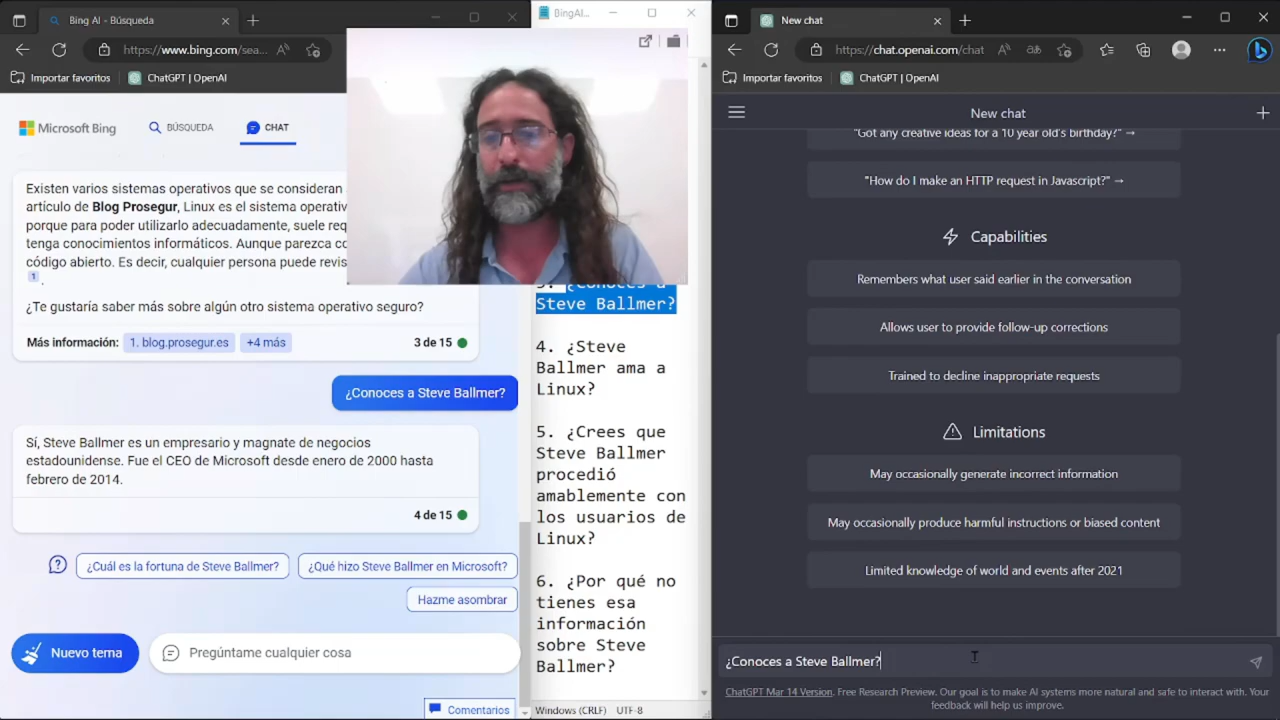 Bing AI - Búsqueda
https://www.bing.com/sea...
Importar favoritos
ChatGPT | OpenAI
Microsoft Bing
BÚSQUEDA
CHAT
Existen varios sistemas operativos que se consideran
artículo de Blog Prosegur, Linux es el sistema operativ
porque para poder utilizarlo adecuadamente, suele req
tenga conocimientos informáticos. Aunque parezca co
código abierto. Es decir, cualquier persona puede revis
1
.
¿Te gustaría saber más sobre algún otro sistema operativo seguro?
Más información: 1. blog.prosegur.es +4 más 3 de 15
¿Conoces a Steve Ballmer?
Sí, Steve Ballmer es un empresario y magnate de negocios
estadounidense. Fue el CEO de Microsoft desde enero de 2000 hasta
febrero de 2014.
4 de 15
¿Cuál es la fortuna de Steve Ballmer? ¿Qué hizo Steve Ballmer en Microsoft?
Hazme asombrar
Nuevo tema
Pregúntame cualquier cosa
Comentarios
BingAI...
3. ¿Conoces a
Steve Ballmer?
4. ¿Steve
Ballmer ama a
Linux?
5. ¿Crees que
Steve Ballmer
procedió
amablemente con
los usuarios de
Linux?
6. ¿Por qué no
tienes esa
información
sobre Steve
Ballmer?
Windows (CRLF) UTF-8
New chat
https://chat.openai.com/chat
Importar favoritos
ChatGPT | OpenAI
New chat
"Got any creative ideas for a 10 year old's birthday?" →
"How do I make an HTTP request in Javascript?" →
Capabilities
Remembers what user said earlier in the conversation
Allows user to provide follow-up corrections
Trained to decline inappropriate requests
Limitations
May occasionally generate incorrect information
May occasionally produce harmful instructions or biased content
Limited knowledge of world and events after 2021
¿Conoces a Steve Ballmer?
ChatGPT Mar 14 Version. Free Research Preview. Our goal is to make AI systems more natural and safe to interact with. Your
feedback will help us improve.